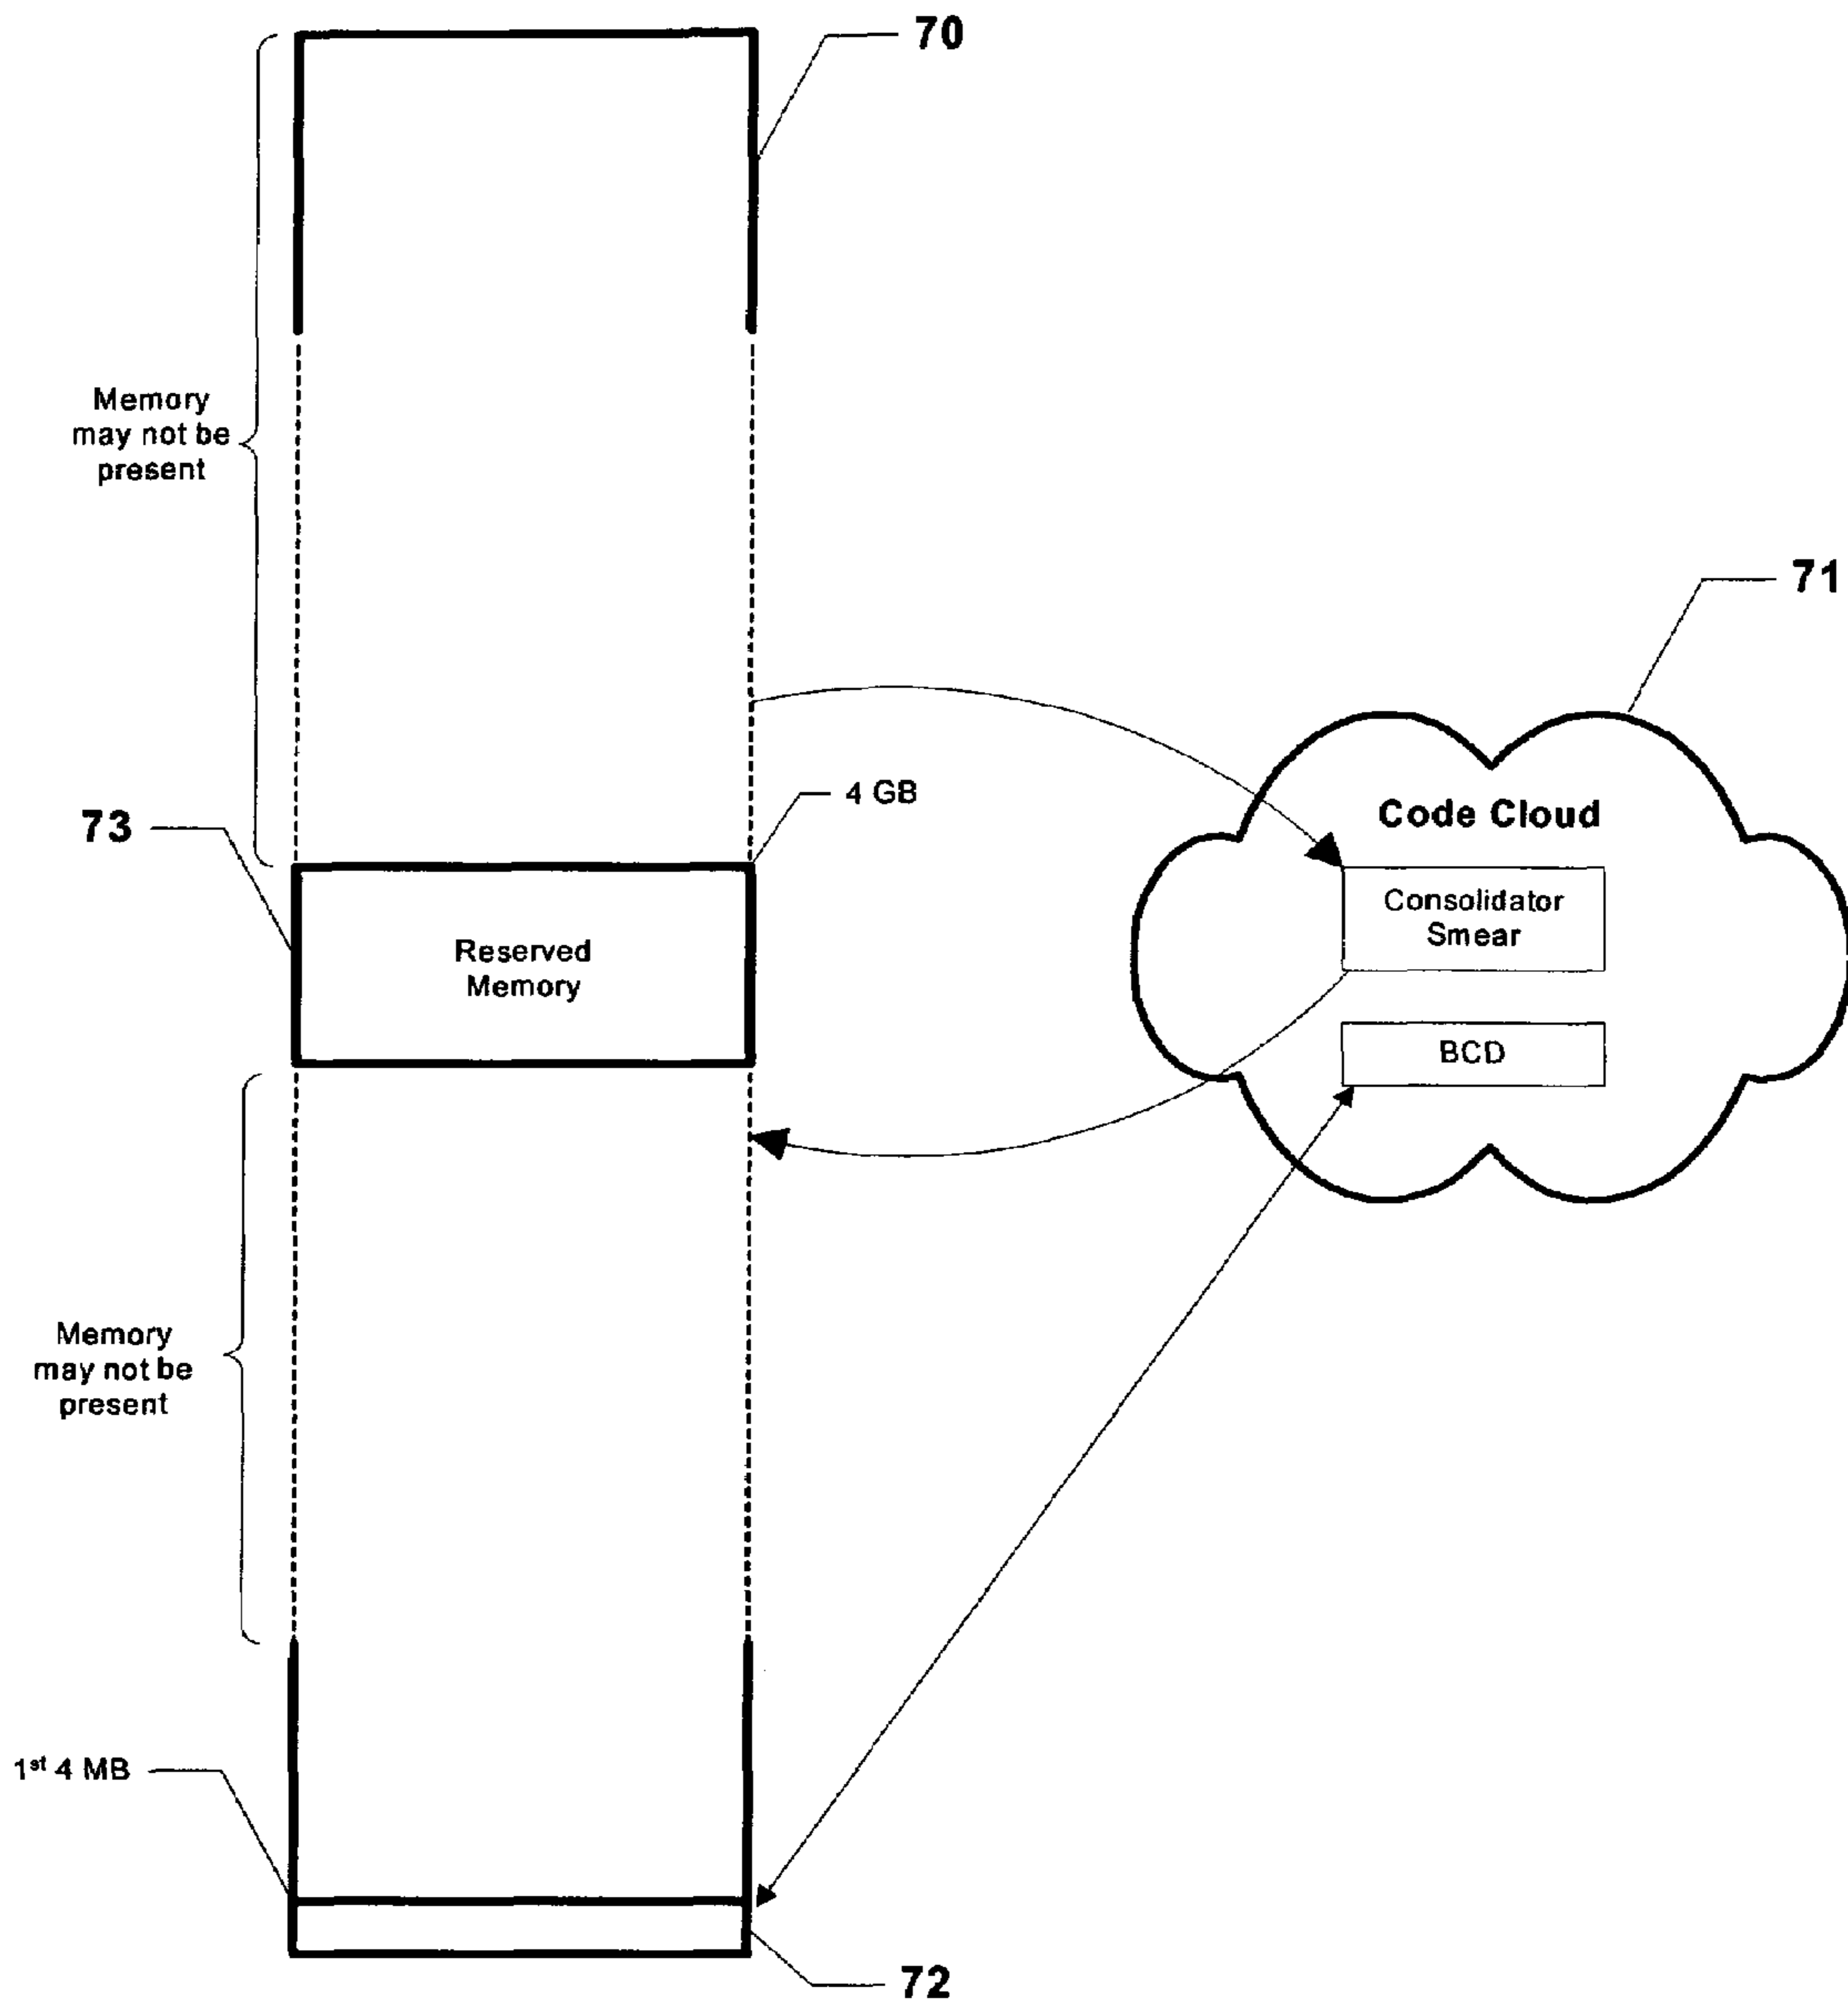 70
Memory
may not be
present
71
4 GB
73
Code Cloud
Consolidator
Smear
Reserved
Memory
BCD
Memory
may not be
present
1st 4 MB
72